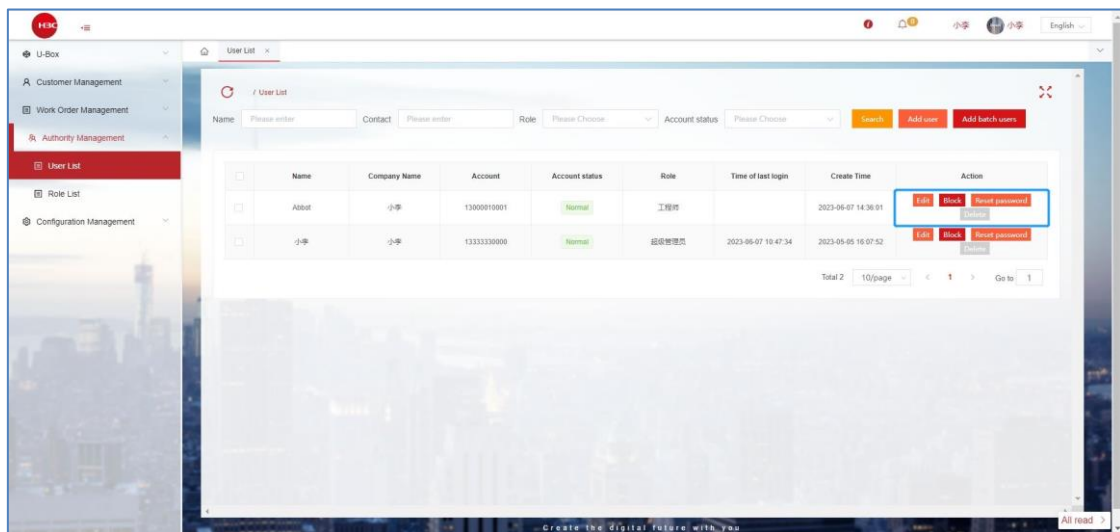 H3C
0
小李
小李
English
U-Box
User List ×
Customer Management
Work Order Management
Authority Management
User List
Role List
Configuration Management
/ User List
Name Please enter Contact Please enter Role Please Choose Account status Please Choose Search Add user Add batch users
Name Company Name Account Account status Role Time of last login Create Time Action
Abbot 小李 13000010001 Normal 工程师 2023-06-07 14:36:01 Edit Block Reset password
Delete
小李 小李 13333330000 Normal 超级管理员 2023-06-07 10:47:34 2023-05-05 16:07:52 Edit Block Reset password
Delete
Total 2 10/page < 1 > Go to 1
Create the digital future with you
All read >